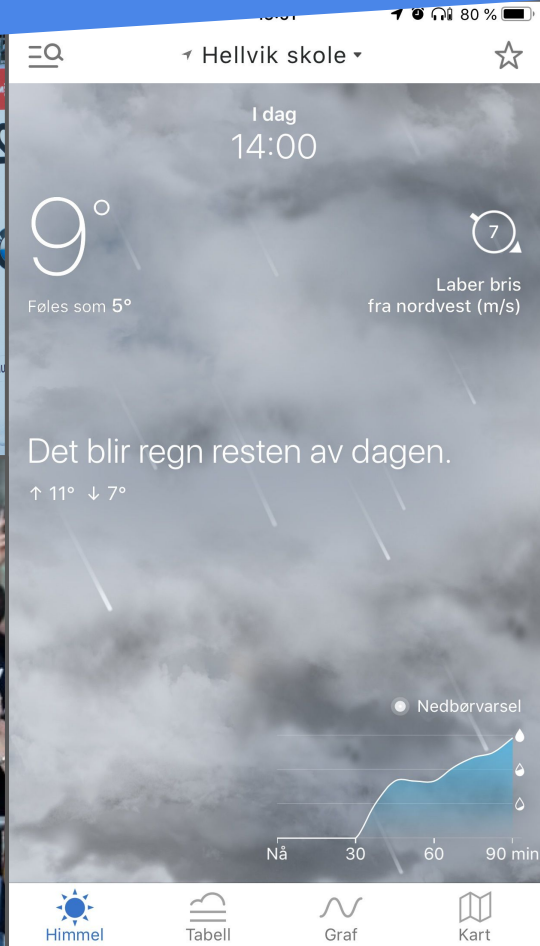 80 %
Hellvik skole
I dag
14:00
9°
7
Føles som 5°
Laber bris
fra nordvest (m/s)
Det blir regn resten av dagen.
↑ 11° ↓ 7°
Nedbørvarsel
Nå 30 60 90 min
Himmel Tabell Graf Kart